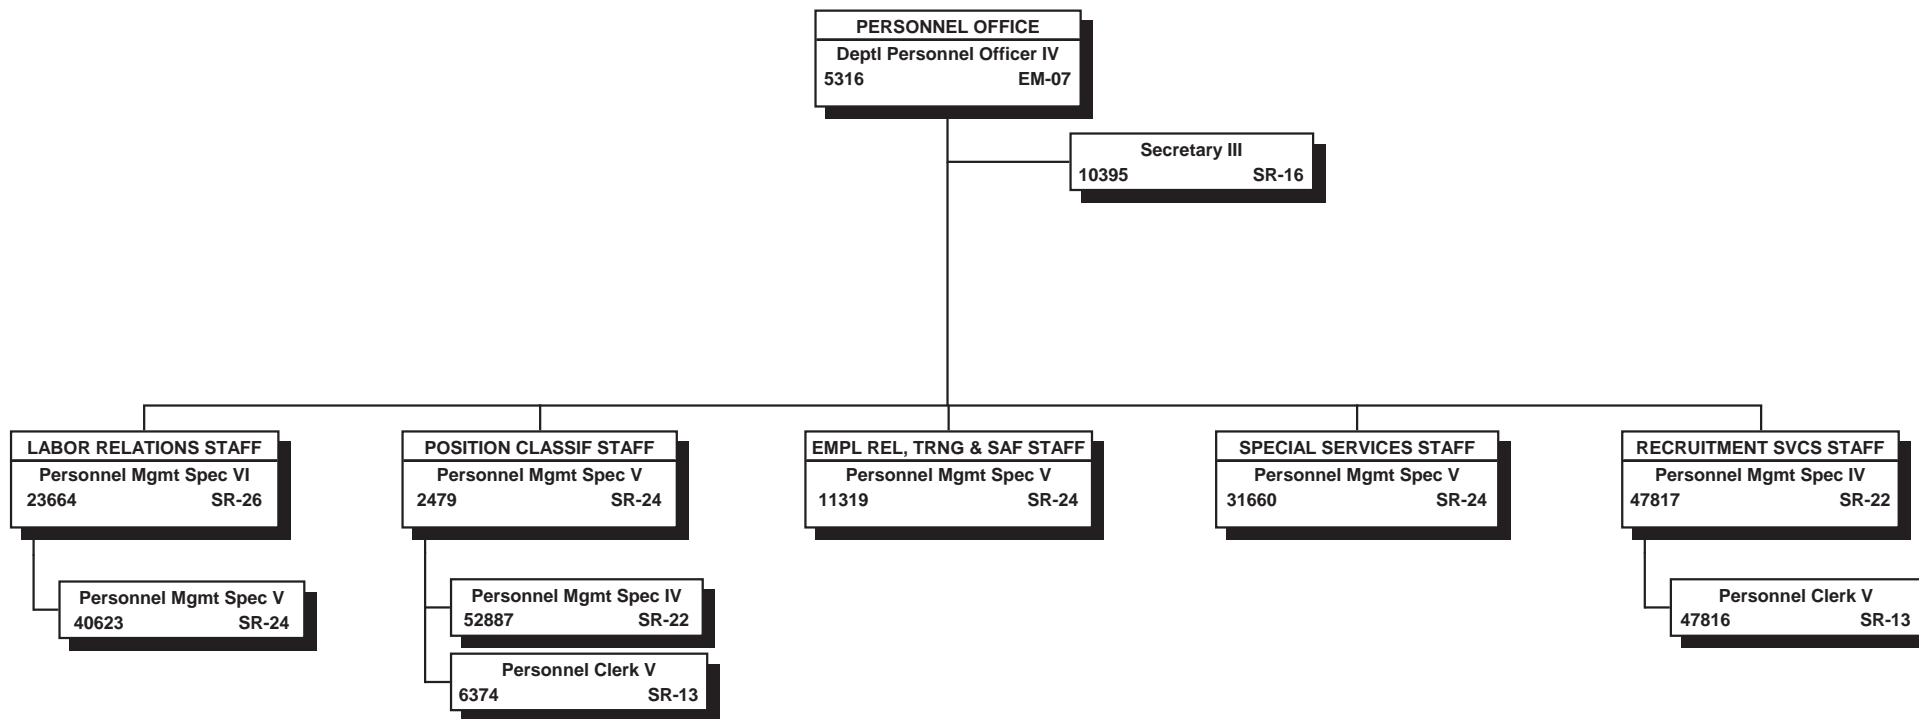 PERSONNEL OFFICE
Deptl Personnel Officer IV
5316 EM-07
Secretary III
10395 SR-16
LABOR RELATIONS STAFF
Personnel Mgmt Spec VI
23664 SR-26
Personnel Mgmt Spec V
40623 SR-24
POSITION CLASSIF STAFF
Personnel Mgmt Spec V
2479 SR-24
Personnel Mgmt Spec IV
52887 SR-22
Personnel Clerk V
6374 SR-13
EMPL REL, TRNG & SAF STAFF
Personnel Mgmt Spec V
11319 SR-24
SPECIAL SERVICES STAFF
Personnel Mgmt Spec V
31660 SR-24
RECRUITMENT SVCS STAFF
Personnel Mgmt Spec IV
47817 SR-22
Personnel Clerk V
47816 SR-13